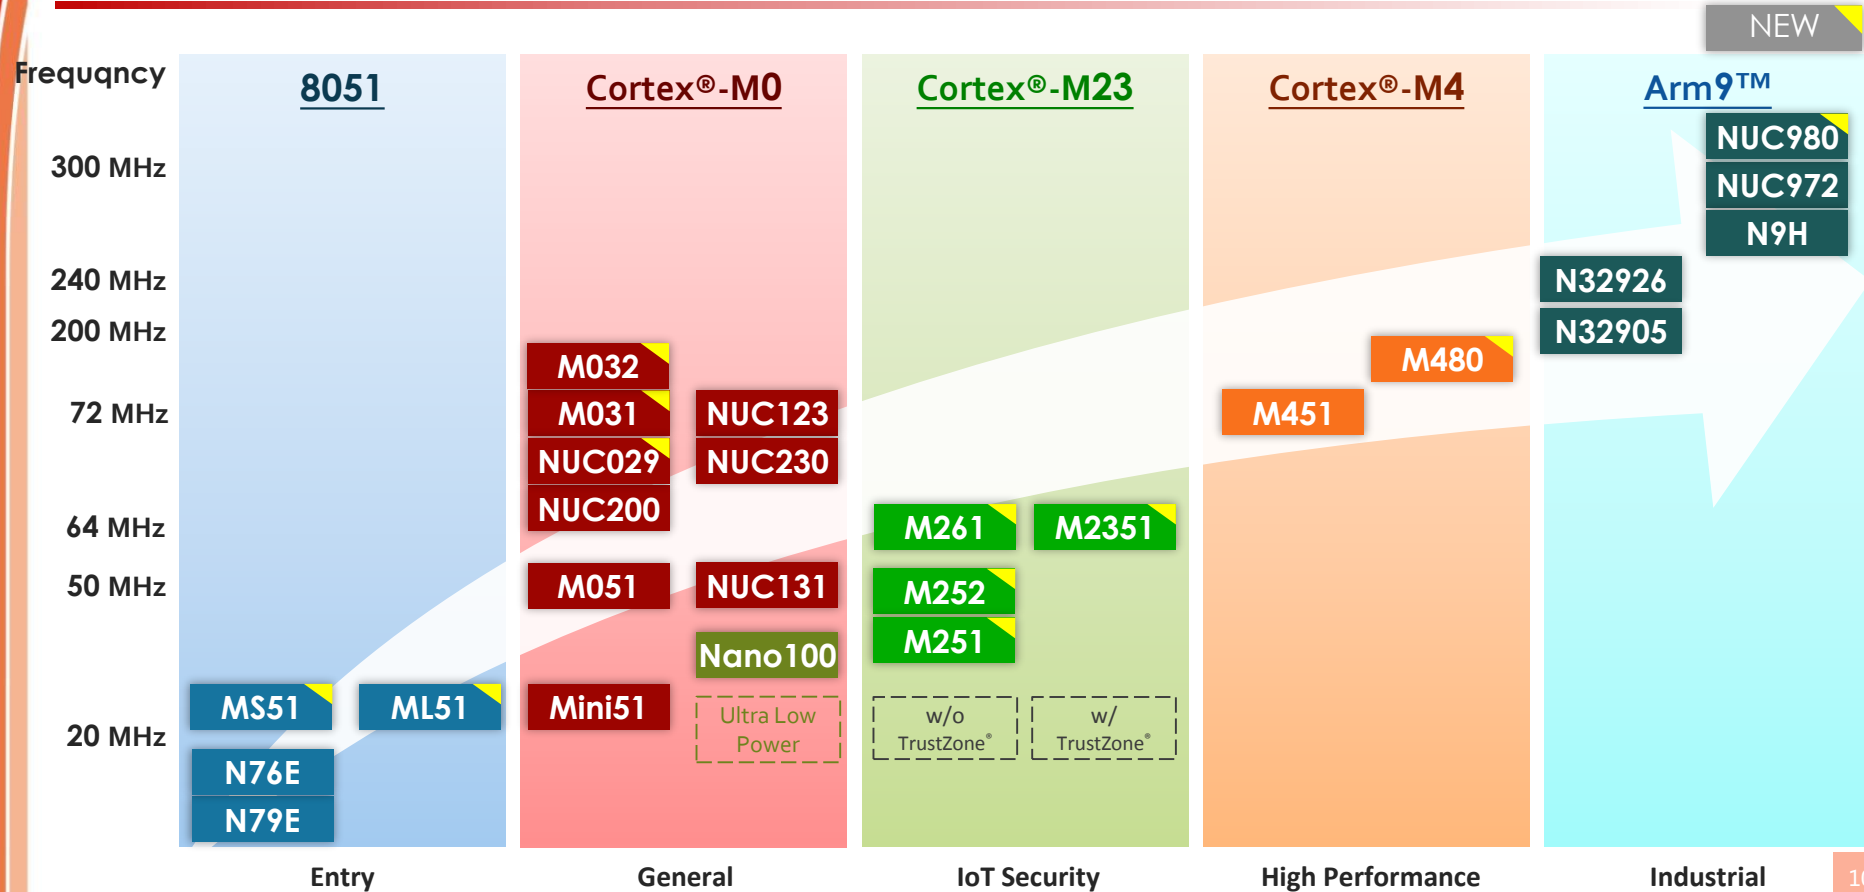 NEW
Frequqncy
8051
Cortex®-M0
Cortex®-M23
Cortex®-M4
Arm9™
300 MHz
240 MHz
200 MHz
72 MHz
64 MHz
50 MHz
20 MHz
MS51
ML51
N76E
N79E
M032
M031
NUC123
NUC029
NUC230
NUC200
M051
NUC131
Nano100
Mini51
Ultra Low
Power
M261
M2351
M252
M251
w/o
TrustZone®
w/
TrustZone®
M480
M451
NUC980
NUC972
N9H
N32926
N32905
Entry
General
IoT Security
High Performance
Industrial